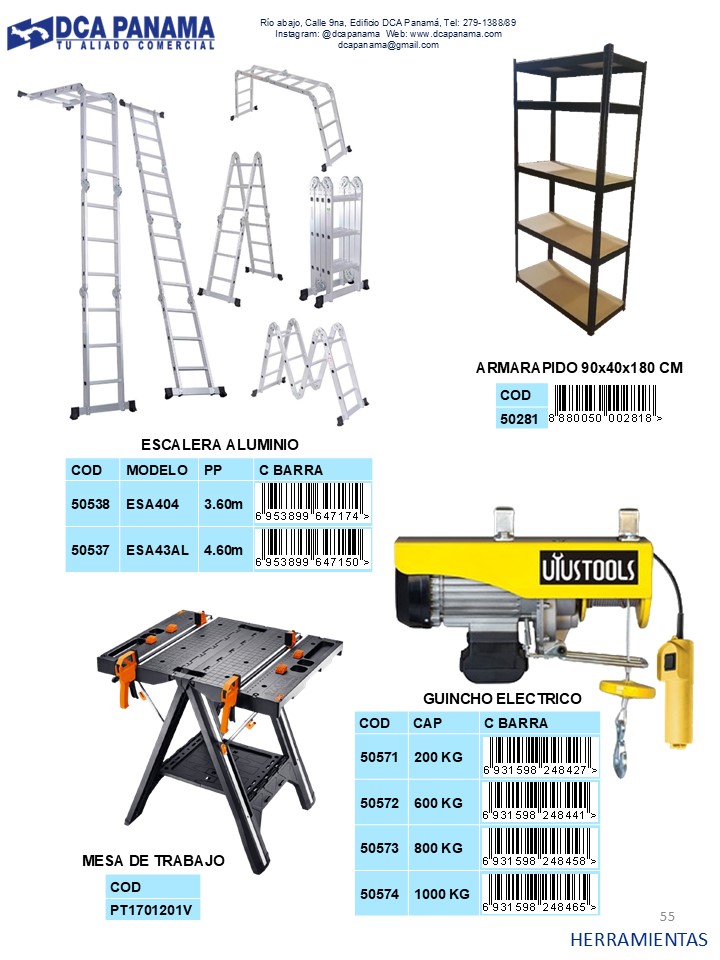 DCA PANAMA
TU ALIADO COMERCIAL
Río abajo, Calle 9na, Edificio DCA Panamá, Tel: 279-1388/89
Instagram: @dcapanama Web: www.dcapanama.com
dcapanama@gmail.com
ARMARAPIDO 90x40x180 CM
COD
50281 8 880050 002818 >
ESCALERA ALUMINIO
COD MODELO PP C BARRA
50538 ESA404 3.60m 6 953899 647174 >
50537 ESA43AL 4.60m 6 953899 647150 >
UYUSTOOLS
GUINCHO ELECTRICO
COD CAP C BARRA
50571 200 KG 6 931598 248427 >
50572 600 KG 6 931598 248441 >
50573 800 KG 6 931598 248458 >
50574 1000 KG 6 931598 248465 >
MESA DE TRABAJO
COD
PT1701201V
55
HERRAMIENTAS